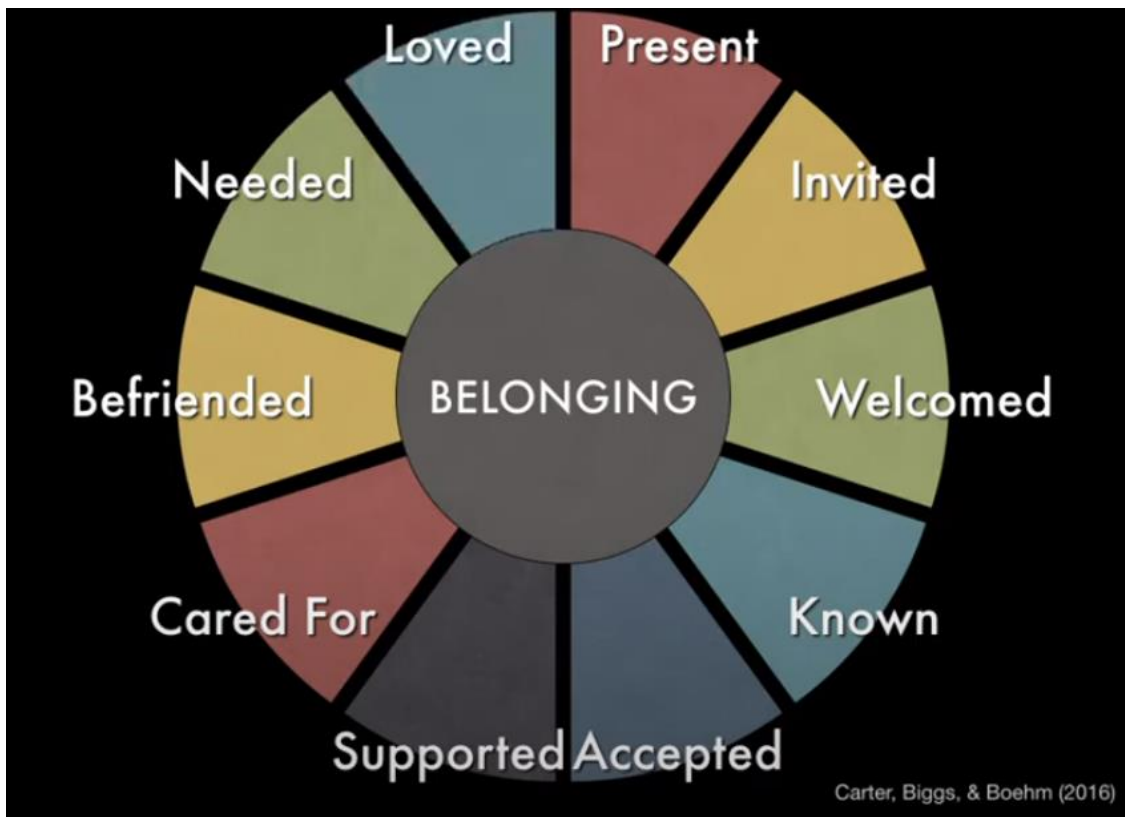 Loved
Present
Needed
Invited
Befriended
BELONGING
Welcomed
Cared For
Known
Supported
Accepted
Carter, Biggs, & Boehm (2016)